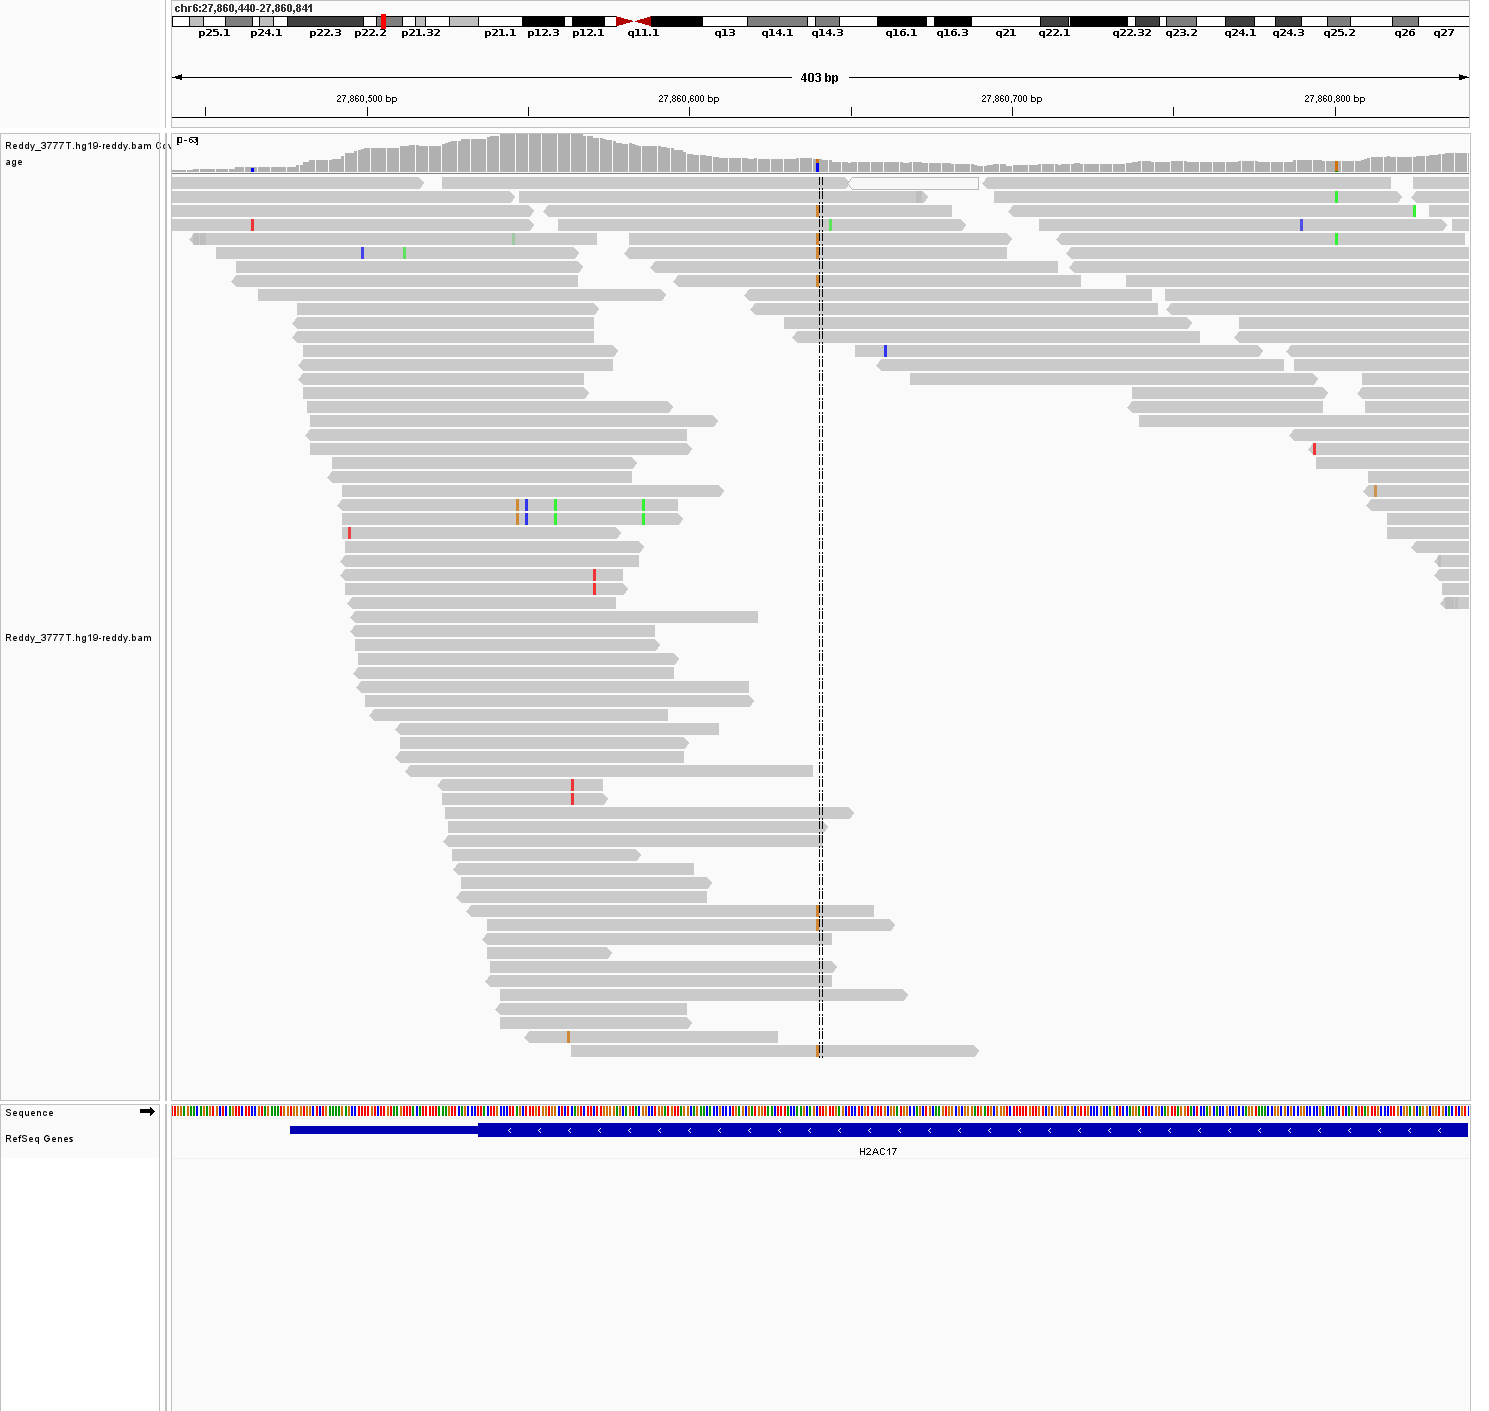 chr6:27,860,440-27,860,841
p25.1 p24.1 p22.3 p22.2 p21.32 p21.1 p12.3 p12.1 q11.1 q13 q14.1 q14.3 q16.1 q16.3 q21 q22.1 q22.32 q23.2 q24.1 q24.3 q25.2 q26 q27
403 bp
27,860,500 bp 27,860,600 bp 27,860,700 bp 27,860,800 bp
[0-63]
Reddy_3777T.hg19-reddy.bam Cov
age
Reddy_3777T.hg19-reddy.bam
Sequence
RefSeq Genes
H2AC17